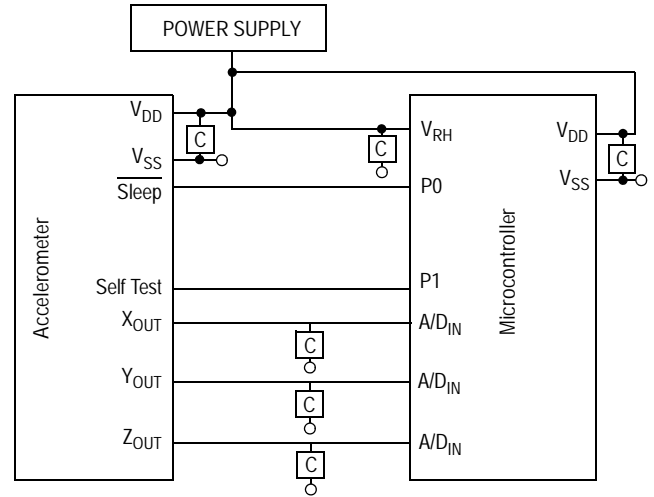 POWER SUPPLY
Accelerometer
V_DD
C
V_SS
Sleep
Self Test
X_OUT
Y_OUT
Z_OUT
C
C
C
C
Microcontroller
V_RH
P0
P1
A/D_IN
A/D_IN
A/D_IN
V_DD
C
V_SS